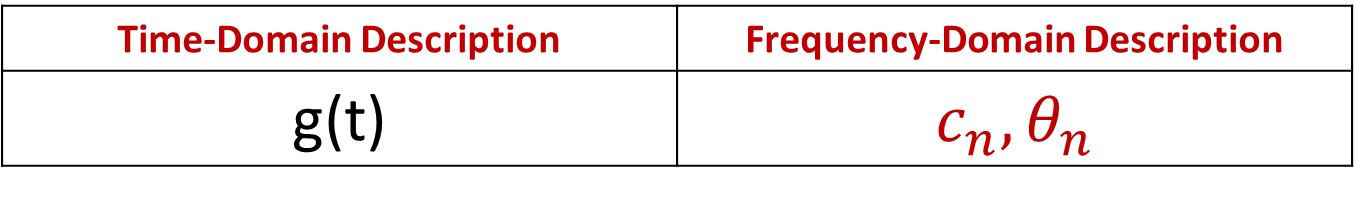 Time-Domain Description Frequency-Domain Description
g(t) 𝑐ₙ, 𝜃ₙ